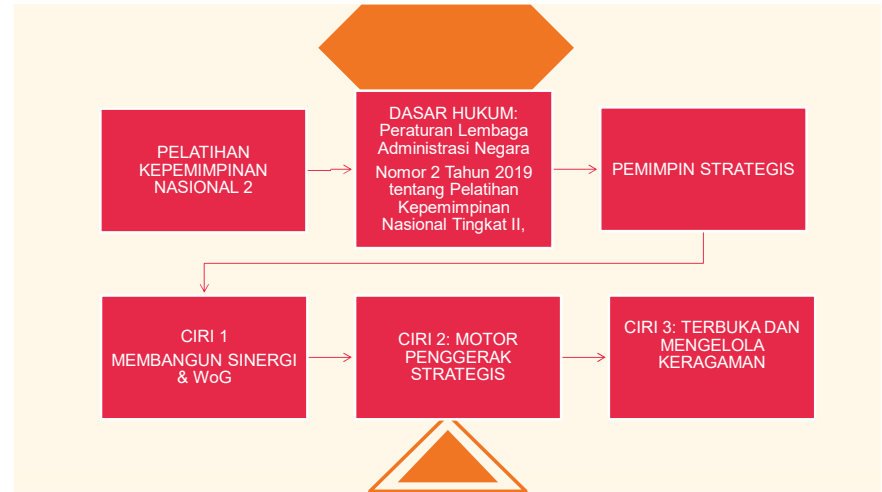 PELATIHAN
KEPEMIMPINAN
NASIONAL 2
DASAR HUKUM:
Peraturan Lembaga
Administrasi Negara
Nomor 2 Tahun 2019
tentang Pelatihan
Kepemimpinan
Nasional Tingkat II,
PEMIMPIN STRATEGIS
CIRI 1
MEMBANGUN SINERGI
& WoG
CIRI 2: MOTOR
PENGGERAK
STRATEGIS
CIRI 3: TERBUKA DAN
MENGELOLA
KERAGAMAN